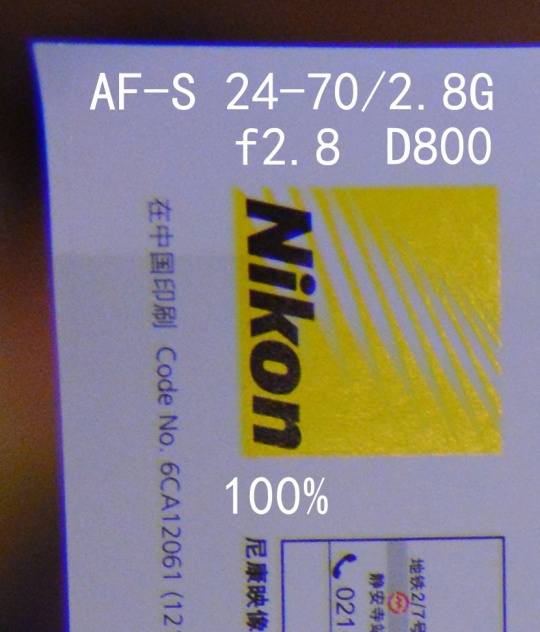 AF-S 24-70/2.8G
f2.8 D800
Nikon
在中国印刷 Code No. 6CA12061 (12
100%
尼康映像
地铁2/7号
静安寺站
021